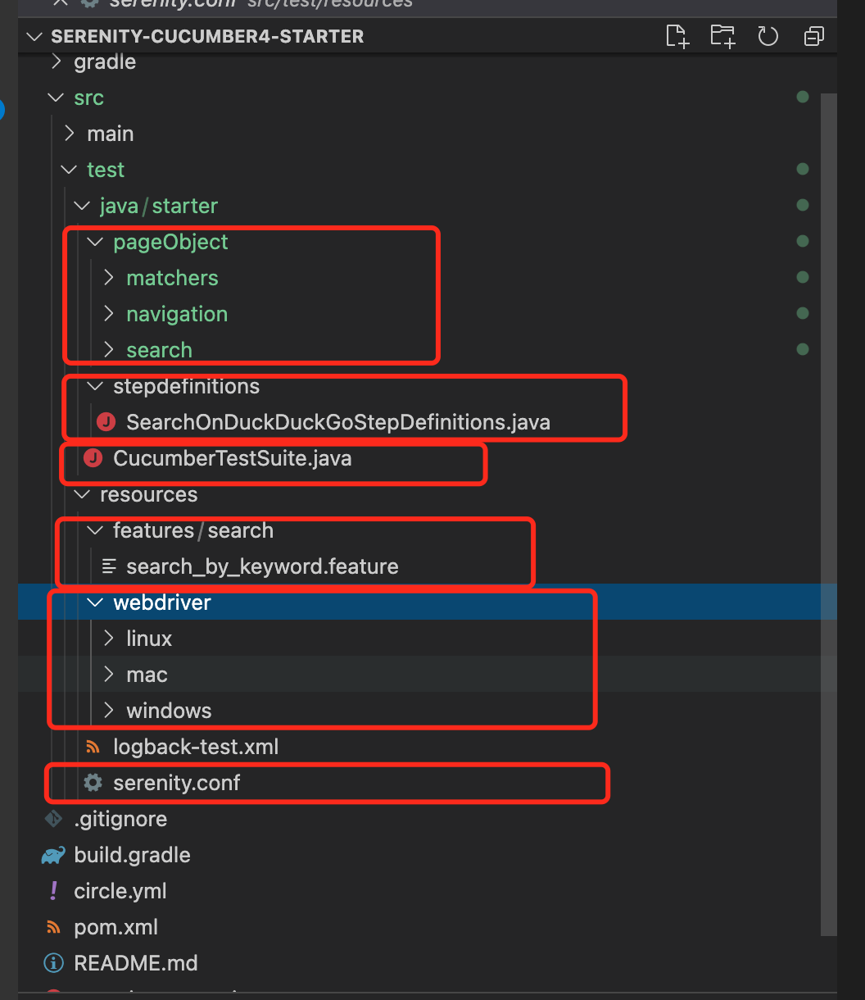 serenity.conf src/test/resources
SERENITY-CUCUMBER4-STARTER
gradle
src
main
test
java/starter
pageObject
matchers
navigation
search
stepdefinitions
SearchOnDuckDuckGoStepDefinitions.java
CucumberTestSuite.java
resources
features/search
search_by_keyword.feature
webdriver
linux
mac
windows
logback-test.xml
serenity.conf
.gitignore
build.gradle
circle.yml
pom.xml
README.md